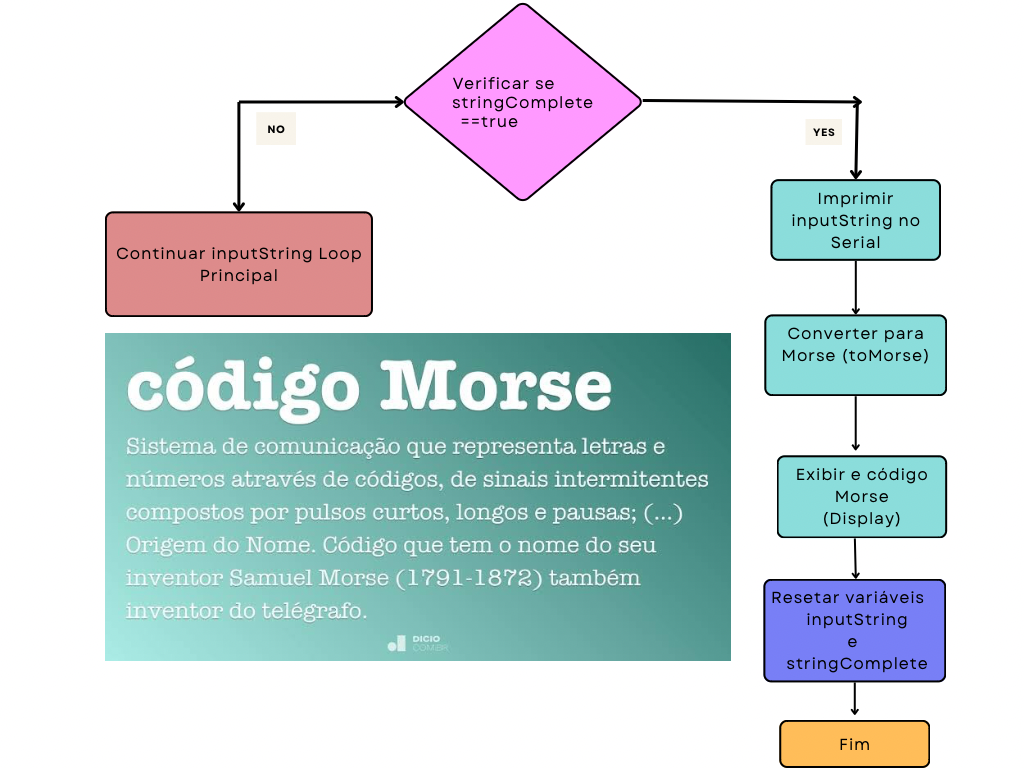 Verificar se
stringComplete
==true
NO
YES
Continuar inputString Loop
Principal
Imprimir
inputString no
Serial
Converter para
Morse (toMorse)
Exibir e código
Morse
(Display)
Resetar variáveis
inputString
e
stringComplete
Fim
código Morse
Sistema de comunicação que representa letras e
números através de códigos, de sinais intermitentes
compostos por pulsos curtos, longos e pausas; (...)
Origem do Nome. Código que tem o nome do seu
inventor Samuel Morse (1791-1872) também
inventor do telégrafo.
DICIO
COM.BR